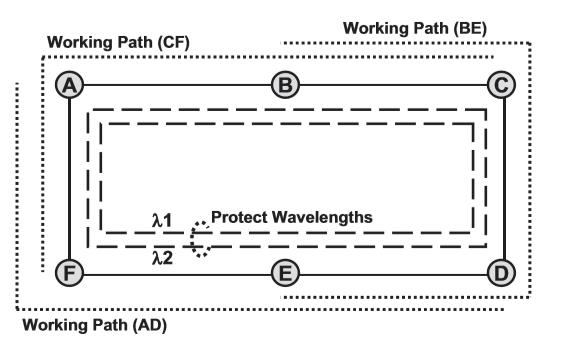 Working Path (BE)
Working Path (CF)
A B C
λ1 Protect Wavelengths
λ2
F E D
Working Path (AD)